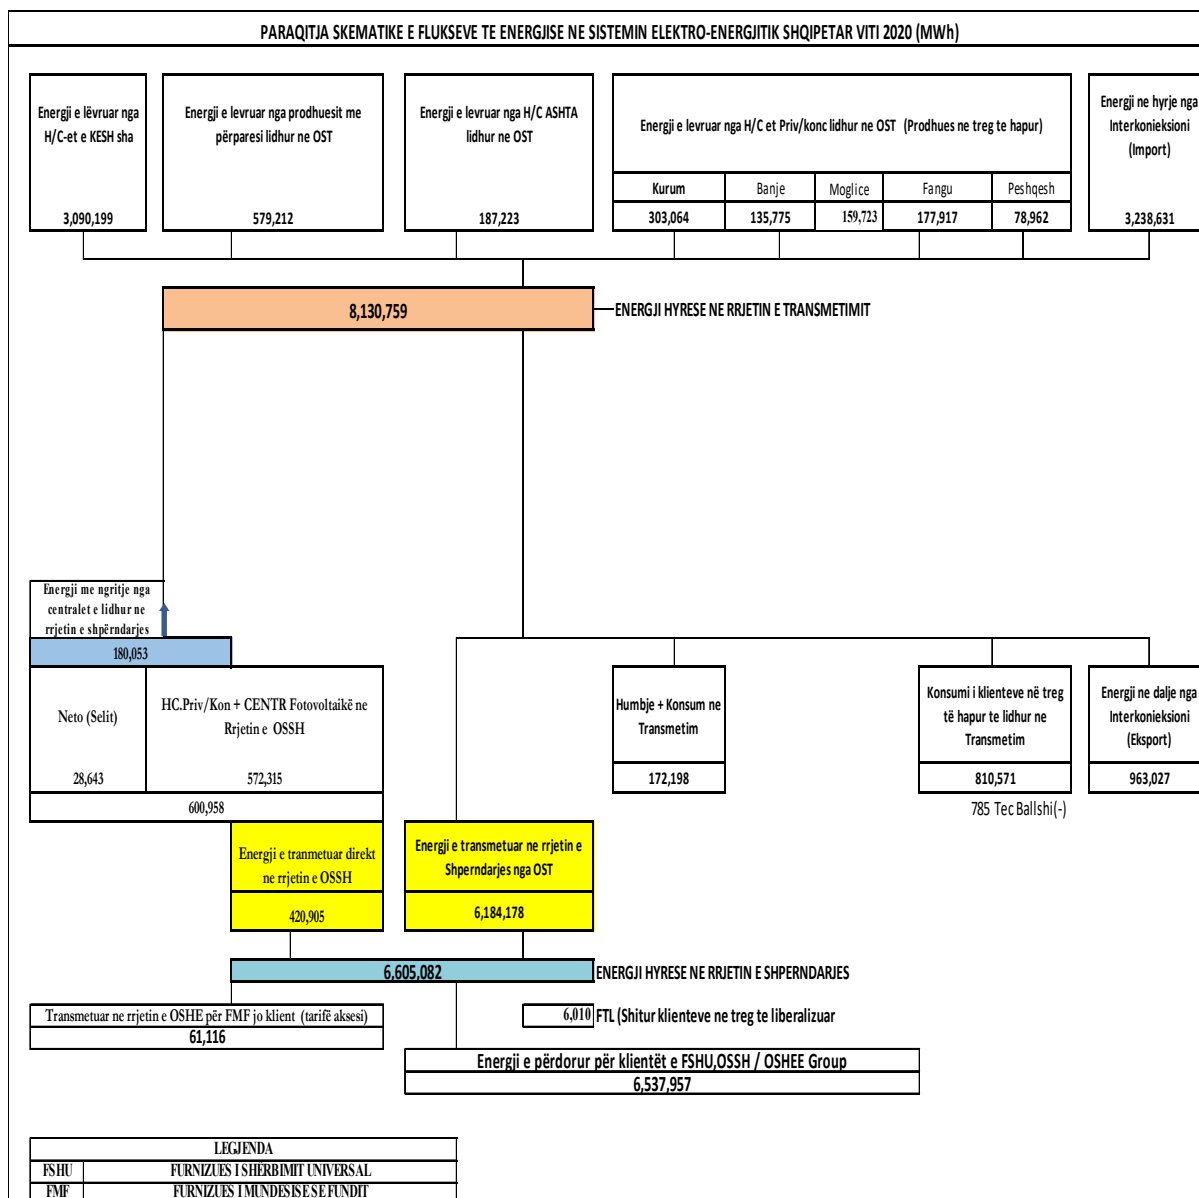 PARAQITJA SKEMATIKE E FLUKSEVE TE ENERGJISE NE SISTEMIN ELEKTRO-ENERGJITIK SHQIPETAR VITI 2020 (MWh)
Energji e lëvruar nga
H/C-et e KESH sha
3,090,199
Energji e levruar nga prodhuesit me
përparesi lidhur ne OST
579,212
Energji e levruar nga H/C ASHTA
lidhur ne OST
187,223
Energji e levruar nga H/C et Priv/konc lidhur ne OST (Prodhues ne treg te hapur)
Kurum Banje Moglice Fangu Peshqesh
303,064 135,775 159,723 177,917 78,962
Energji ne hyrje nga
Interkonieksioni
(Import)
3,238,631
8,130,759
ENERGJI HYRESE NE RRJETIN E TRANSMETIMIT
Energji me ngritje nga
centralet e lidhur ne
rrjetin e shpërndarjes
180,053
Neto (Selit)
28,643
HC.Priv/Kon + CENTR Fotovoltaikë ne
Rrjetin e OSSH
572,315
600,958
Humbje + Konsum ne
Transmetim
172,198
Konsumi i klienteve në treg
të hapur te lidhur ne
Transmetim
810,571
785 Tec Ballshi(-)
Energji ne dalje nga
Interkonieksioni
(Eksport)
963,027
Energji e tranmetuar direkt
ne rrjetin e OSSH
420,905
Energji e transmetuar ne rrjetin e
Shperndarjes nga OST
6,184,178
6,605,082
ENERGJI HYRESE NE RRJETIN E SHPERNDARJES
Transmetuar ne rrjetin e OSHE për FMF jo klient (tarifë aksesi)
61,116
6,010 FTL (Shitur klienteve ne treg te liberalizuar
Energji e përdorur për klientët e FSHU,OSSH / OSHEE Group
6,537,957
LEGJENDA
FSHU FURNIZUES I SHËRBIMIT UNIVERSAL
FMF FURNIZUES I MUNDESISE SE FUNDIT